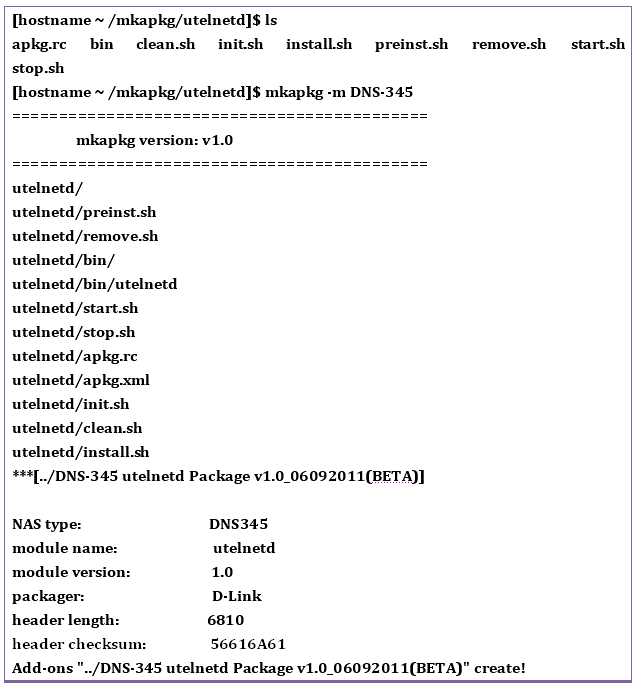 [hostname ~ /mkapkg/utelnetd]$ ls
apkg.rc bin clean.sh init.sh install.sh preinst.sh remove.sh start.sh
stop.sh
[hostname ~ /mkapkg/utelnetd]$ mkapkg -m DNS-345
============================================
mkapkg version: v1.0
============================================
utelnetd/
utelnetd/preinst.sh
utelnetd/remove.sh
utelnetd/bin/
utelnetd/bin/utelnetd
utelnetd/start.sh
utelnetd/stop.sh
utelnetd/apkg.rc
utelnetd/apkg.xml
utelnetd/init.sh
utelnetd/clean.sh
utelnetd/install.sh
***[../DNS-345 utelnetd Package v1.0_06092011(BETA)]
NAS type: DNS345
module name: utelnetd
module version: 1.0
packager: D-Link
header length: 6810
header checksum: 56616A61
Add-ons "../DNS-345 utelnetd Package v1.0_06092011(BETA)" create!